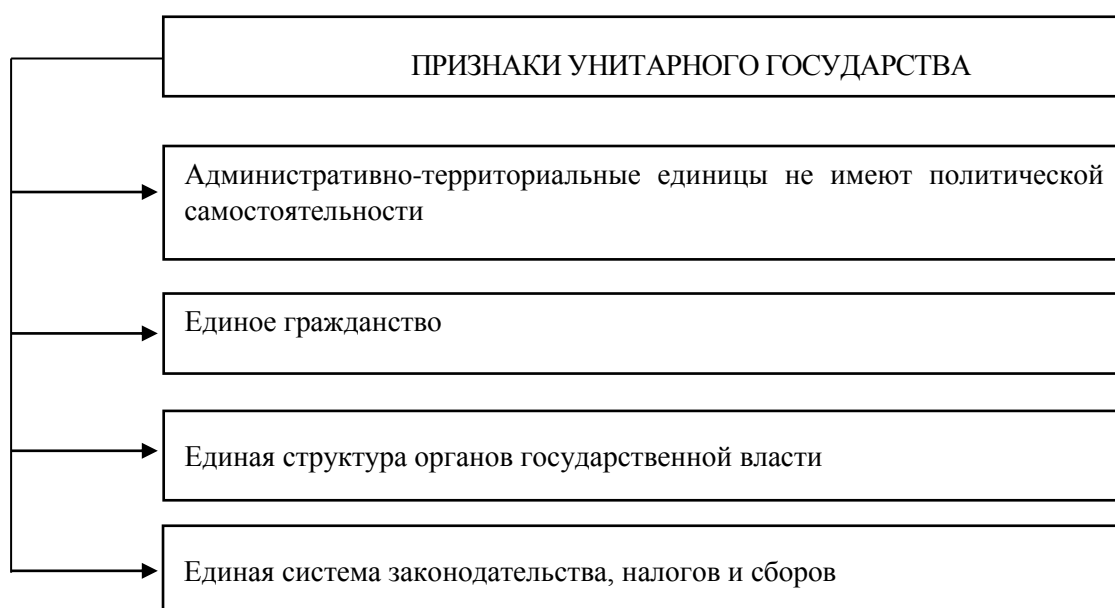 ПРИЗНАКИ УНИТАРНОГО ГОСУДАРСТВА
Административно-территориальные единицы не имеют политической
самостоятельности
Единое гражданство
Единая структура органов государственной власти
Единая система законодательства, налогов и сборов